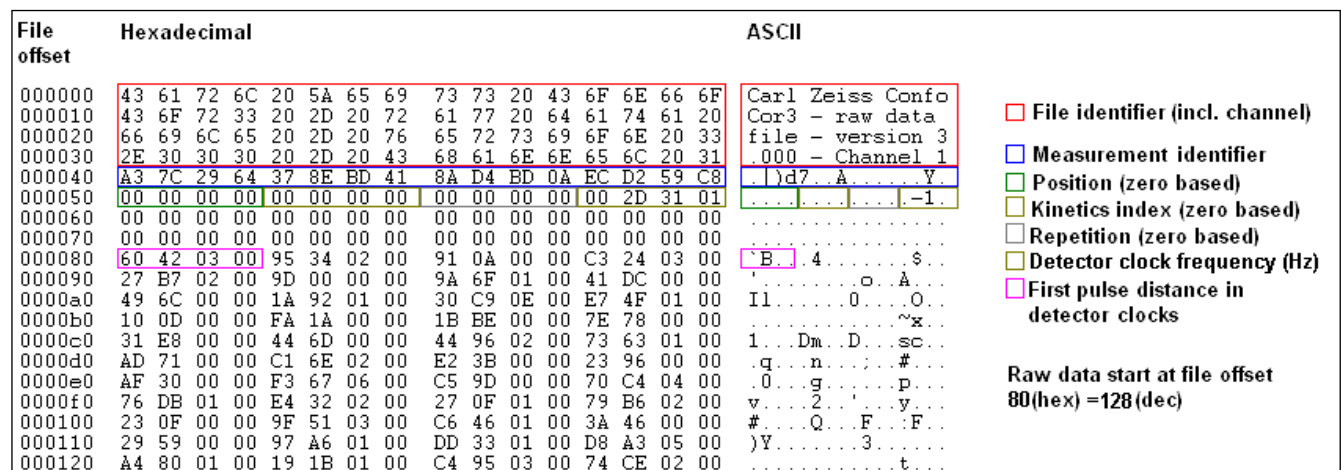 File offset Hexadecimal ASCII
000000 43 61 72 6C 20 5A 65 69 73 73 20 43 6F 6E 66 6F Carl Zeiss Confo
000010 43 6F 72 33 20 2D 20 72 61 77 20 64 61 74 61 20 Cor3 - raw data
000020 66 69 6C 65 20 2D 20 76 65 72 73 69 6F 6E 20 33 file - version 3
000030 2E 30 30 30 20 2D 20 43 68 61 6E 6E 65 6C 20 31 .000 - Channel 1
000040 A3 7C 29 64 37 8E BD 41 8A D4 BD 0A EC D2 59 C8 .|)d7..A......Y.
000050 00 00 00 00 00 00 00 00 00 00 00 00 00 2D 31 01 .............-1.
000060 00 00 00 00 00 00 00 00 00 00 00 00 00 00 00 00 ................
000070 00 00 00 00 00 00 00 00 00 00 00 00 00 00 00 00 ................
000080 60 42 03 00 95 34 02 00 91 0A 00 00 C3 24 03 00 `B...4.......$..
000090 27 B7 02 00 9D 00 00 00 9A 6F 01 00 41 DC 00 00 '........o..A...
0000a0 49 6C 00 00 1A 92 01 00 30 C9 0E 00 E7 4F 01 00 Il......0....O..
0000b0 10 0D 00 00 FA 1A 00 00 1B BE 00 00 7E 78 00 00 ............~x..
0000c0 31 E8 00 00 44 6D 00 00 44 96 02 00 73 63 01 00 1...Dm..D...sc..
0000d0 AD 71 00 00 C1 6E 02 00 E2 3B 00 00 23 96 00 00 .q...n...;..#...
0000e0 AF 30 00 00 F3 67 06 00 C5 9D 00 00 70 C4 04 00 .0...g......p...
0000f0 76 DB 01 00 E4 32 02 00 27 0F 01 00 79 B6 02 00 v....2..'...y...
000100 23 0F 00 00 9F 51 03 00 C6 46 01 00 3A 46 00 00 #....Q...F..:F..
000110 29 59 00 00 97 A6 01 00 DD 33 01 00 D8 A3 05 00 )Y.......3......
000120 A4 80 01 00 19 1B 01 00 C4 95 03 00 74 CE 02 00 ............t...
File identifier (incl. channel)
Measurement identifier
Position (zero based)
Kinetics index (zero based)
Repetition (zero based)
Detector clock frequency (Hz)
First pulse distance in
detector clocks
Raw data start at file offset
80(hex) =128(dec)